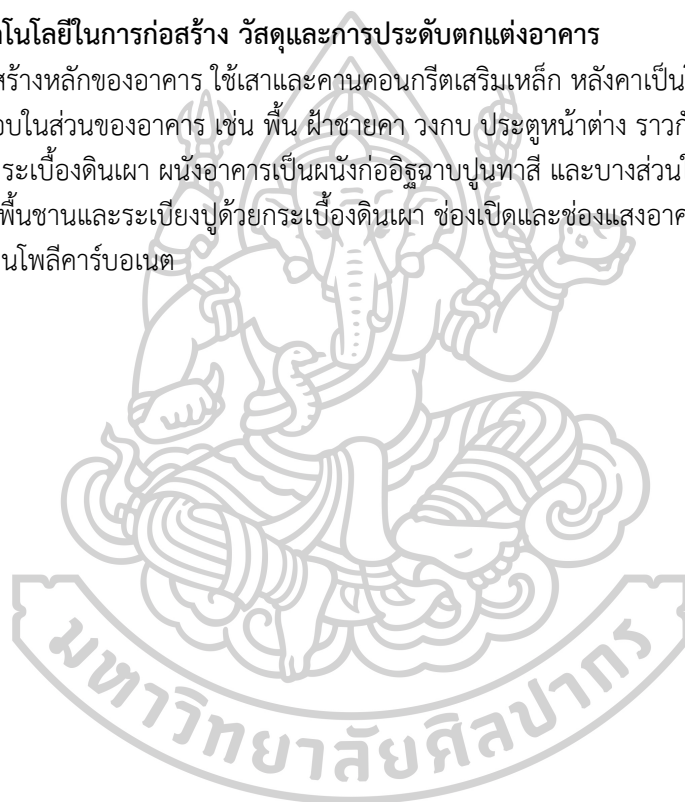 คโนโลยีในการก่อสร้าง วัสดุและการประดับตกแต่งอาคาร
สร้างหลักของอาคาร ใช้เสาและคานคอนกรีตเสริมเหล็ก หลังคาเป็น
อบในส่วนของอาคาร เช่น พื้น ฝ้าชายคา วงกบ ประตูหน้าต่าง ราวกั
ระเบื้องดินเผา ผนังอาคารเป็นผนังก่ออิฐฉาบปูนทาสี และบางส่วน
พื้นชานและระเบียงปูด้วยกระเบื้องดินเผา ช่องเปิดและช่องแสงอาค
นโพลีคาร์บอเนต
มหาวิทยาลัยศิลปากร